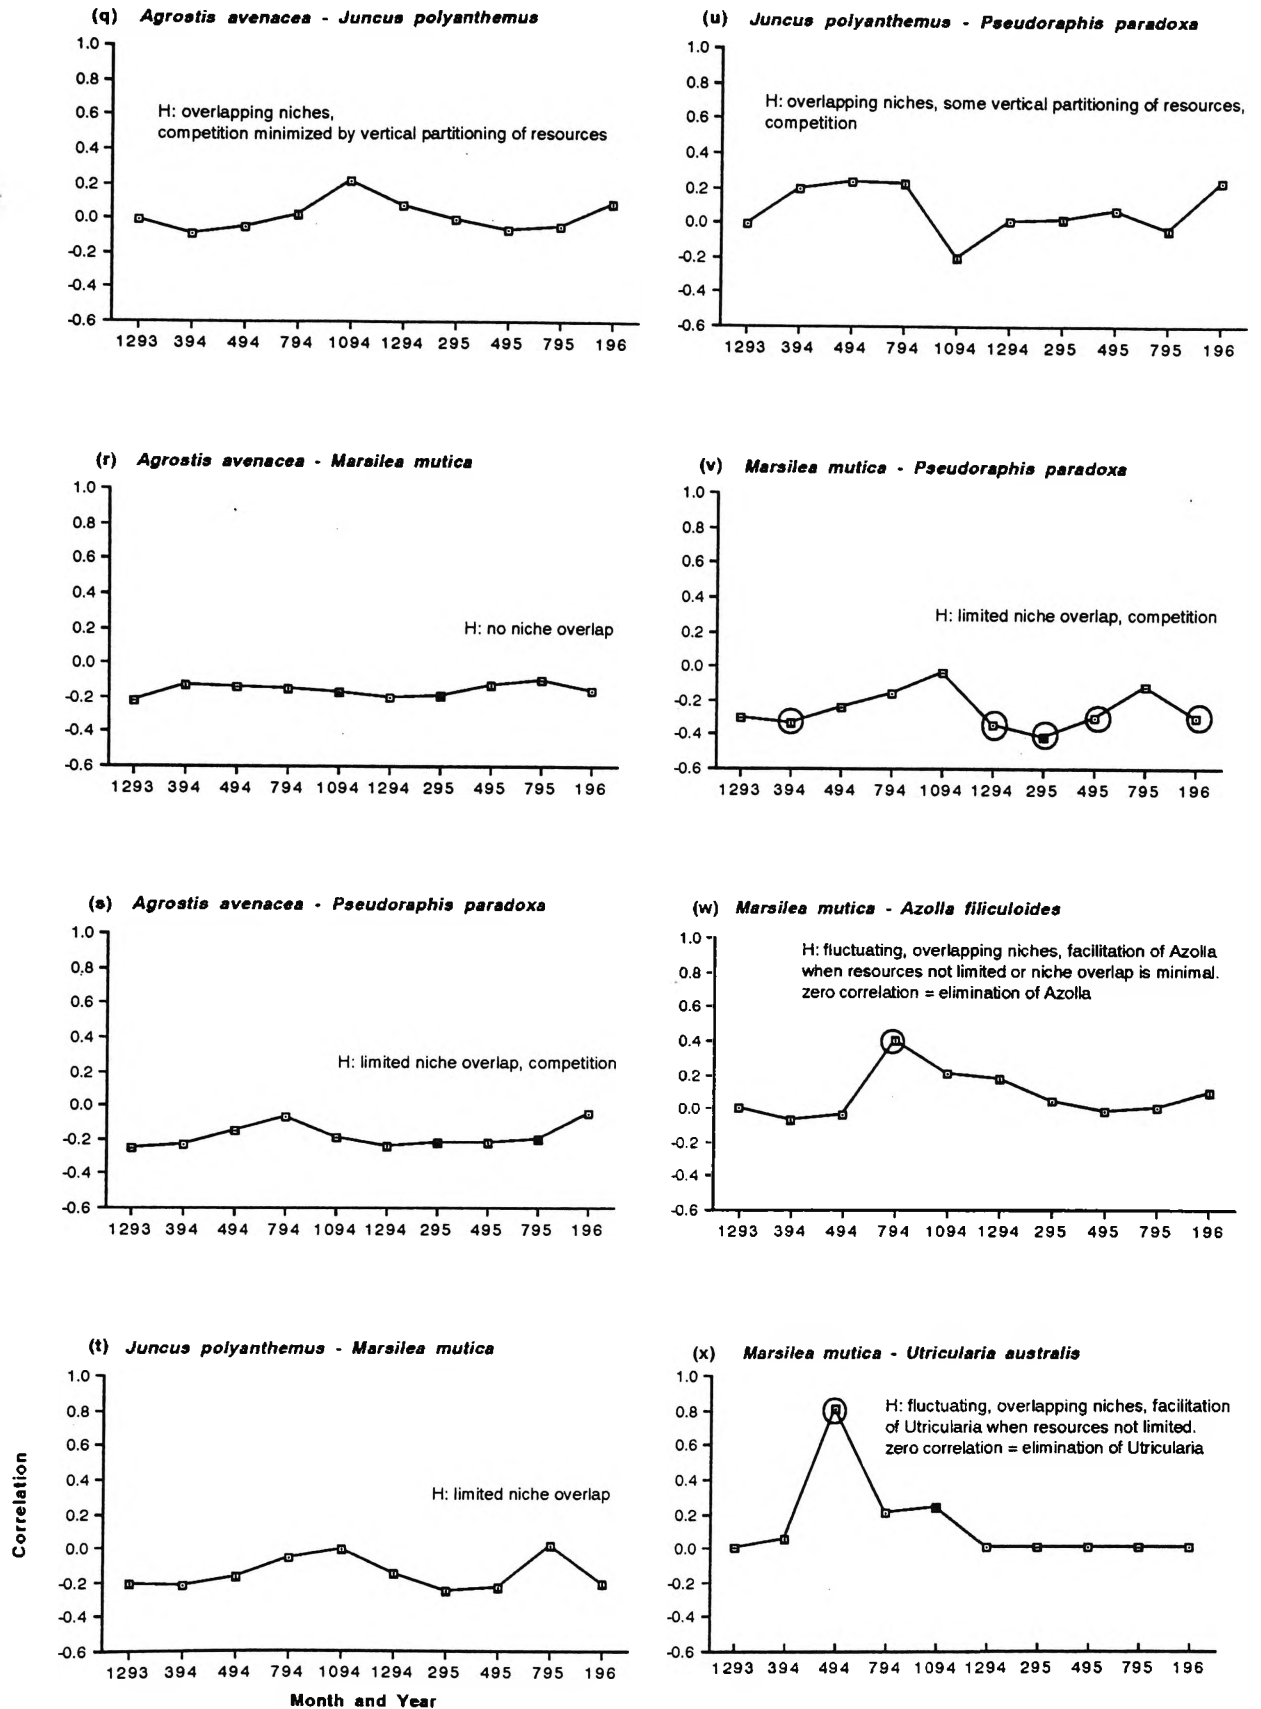 (q) Agrostis avenacea - Juncus polyanthemus
1.0
0.8
0.6
0.4
0.2
0.0
-0.2
-0.4
-0.6
H: overlapping niches,
competition minimized by vertical partitioning of resources
1293 394 494 794 1094 1294 295 495 795 196
(r) Agrostis avenacea - Marsilea mutica
1.0
0.8
0.6
0.4
0.2
0.0
-0.2
-0.4
-0.6
H: no niche overlap
1293 394 494 794 1094 1294 295 495 795 196
(s) Agrostis avenacea - Pseudoraphis paradoxa
1.0
0.8
0.6
0.4
0.2
0.0
-0.2
-0.4
-0.6
H: limited niche overlap, competition
1293 394 494 794 1094 1294 295 495 795 196
(t) Juncus polyanthemus - Marsilea mutica
1.0
0.8
0.6
0.4
0.2
0.0
-0.2
-0.4
-0.6
H: limited niche overlap
1293 394 494 794 1094 1294 295 495 795 196
Correlation
Month and Year
(u) Juncus polyanthemus - Pseudoraphis paradoxa
1.0
0.8
0.6
0.4
0.2
0.0
-0.2
-0.4
-0.6
H: overlapping niches, some vertical partitioning of resources,
competition
1293 394 494 794 1094 1294 295 495 795 196
(v) Marsilea mutica - Pseudoraphis paradoxa
1.0
0.8
0.6
0.4
0.2
0.0
-0.2
-0.4
-0.6
H: limited niche overlap, competition
1293 394 494 794 1094 1294 295 495 795 196
(w) Marsilea mutica - Azolla filiculoides
1.0
0.8
0.6
0.4
0.2
0.0
-0.2
-0.4
-0.6
H: fluctuating, overlapping niches, facilitation of Azolla
when resources not limited or niche overlap is minimal.
zero correlation = elimination of Azolla
1293 394 494 794 1094 1294 295 495 795 196
(x) Marsilea mutica - Utricularia australis
1.0
0.8
0.6
0.4
0.2
0.0
-0.2
-0.4
-0.6
H: fluctuating, overlapping niches, facilitation
of Utricularia when resources not limited.
zero correlation = elimination of Utricularia
1293 394 494 794 1094 1294 295 495 795 196